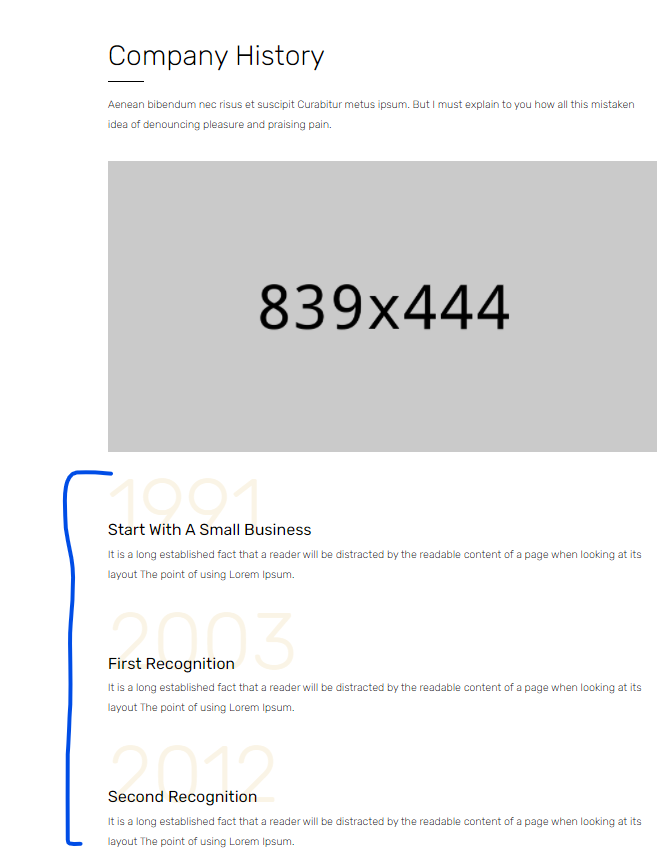 Company History
Aenean bibendum nec risus et suscipit Curabitur metus ipsum. But I must explain to you how all this mistaken
idea of denouncing pleasure and praising pain.
839x444
1991
Start With A Small Business
It is a long established fact that a reader will be distracted by the readable content of a page when looking at its
layout The point of using Lorem Ipsum.
2003
First Recognition
It is a long established fact that a reader will be distracted by the readable content of a page when looking at its
layout The point of using Lorem Ipsum.
2012
Second Recognition
It is a long established fact that a reader will be distracted by the readable content of a page when looking at its
layout The point of using Lorem Ipsum.